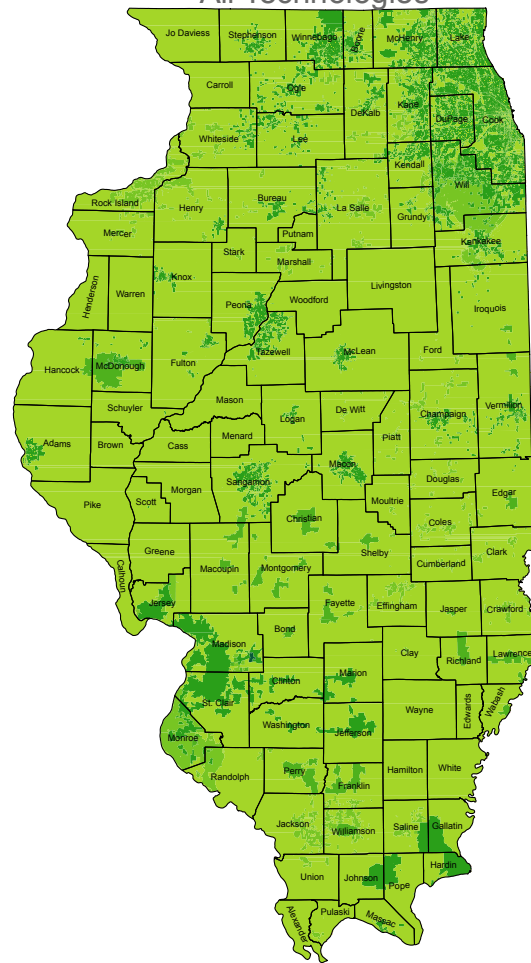 All Technologies
Jo Daviess
Stephenson
Winnebago
Boone
McHenry
Lake
Carroll
Ogle
DeKalb
Kane
DuPage
Cook
Whiteside
Lee
Kendall
Will
Rock Island
Henry
Bureau
La Salle
Grundy
Mercer
Putnam
Kankakee
Stark
Marshall
Henderson
Warren
Knox
Peoria
Woodford
Livingston
Iroquois
Hancock
McDonough
Fulton
Tazewell
McLean
Ford
Schuyler
Mason
Logan
De Witt
Champaign
Vermilion
Adams
Brown
Cass
Menard
Macon
Piatt
Pike
Scott
Morgan
Sangamon
Moultrie
Douglas
Edgar
Christian
Coles
Greene
Shelby
Calhoun
Macoupin
Montgomery
Cumberland
Clark
Jersey
Fayette
Effingham
Jasper
Crawford
Madison
Bond
Clay
Richland
Lawrence
Clinton
Marion
St. Clair
Wayne
Edwards
Wabash
Washington
Jefferson
Monroe
Randolph
Perry
Franklin
Hamilton
White
Jackson
Williamson
Saline
Gallatin
Union
Johnson
Pope
Hardin
Alexander
Pulaski
Massac